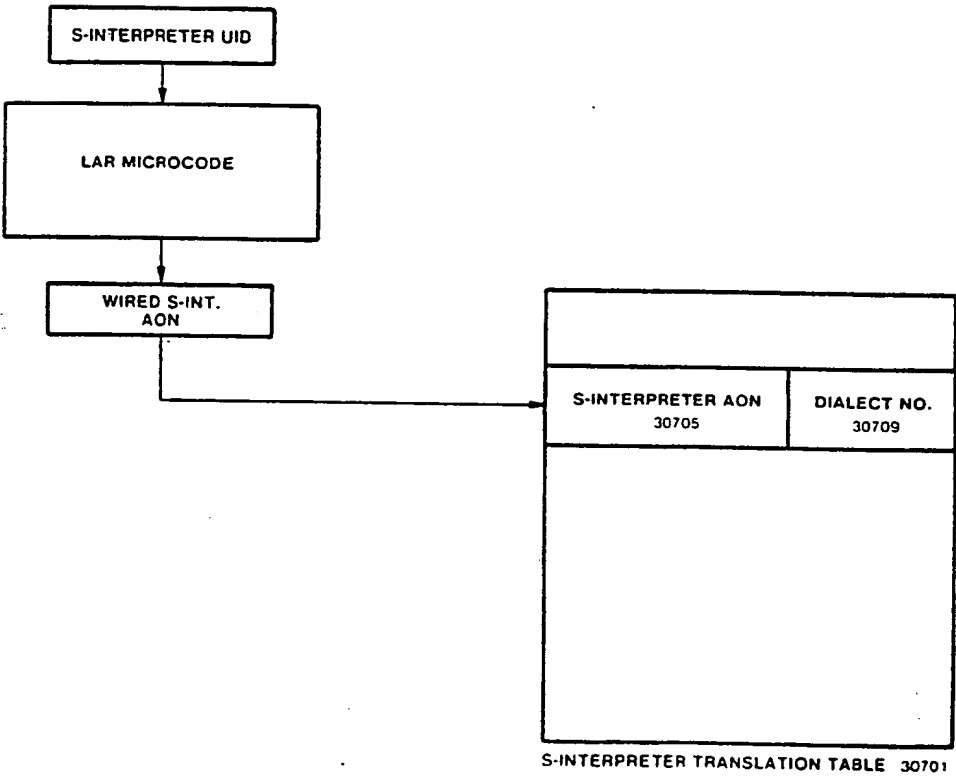 S-INTERPRETER UID
LAR MICROCODE
WIRED S-INT.
AON
S-INTERPRETER AON
30705
DIALECT NO.
30709
S-INTERPRETER TRANSLATION TABLE 30701